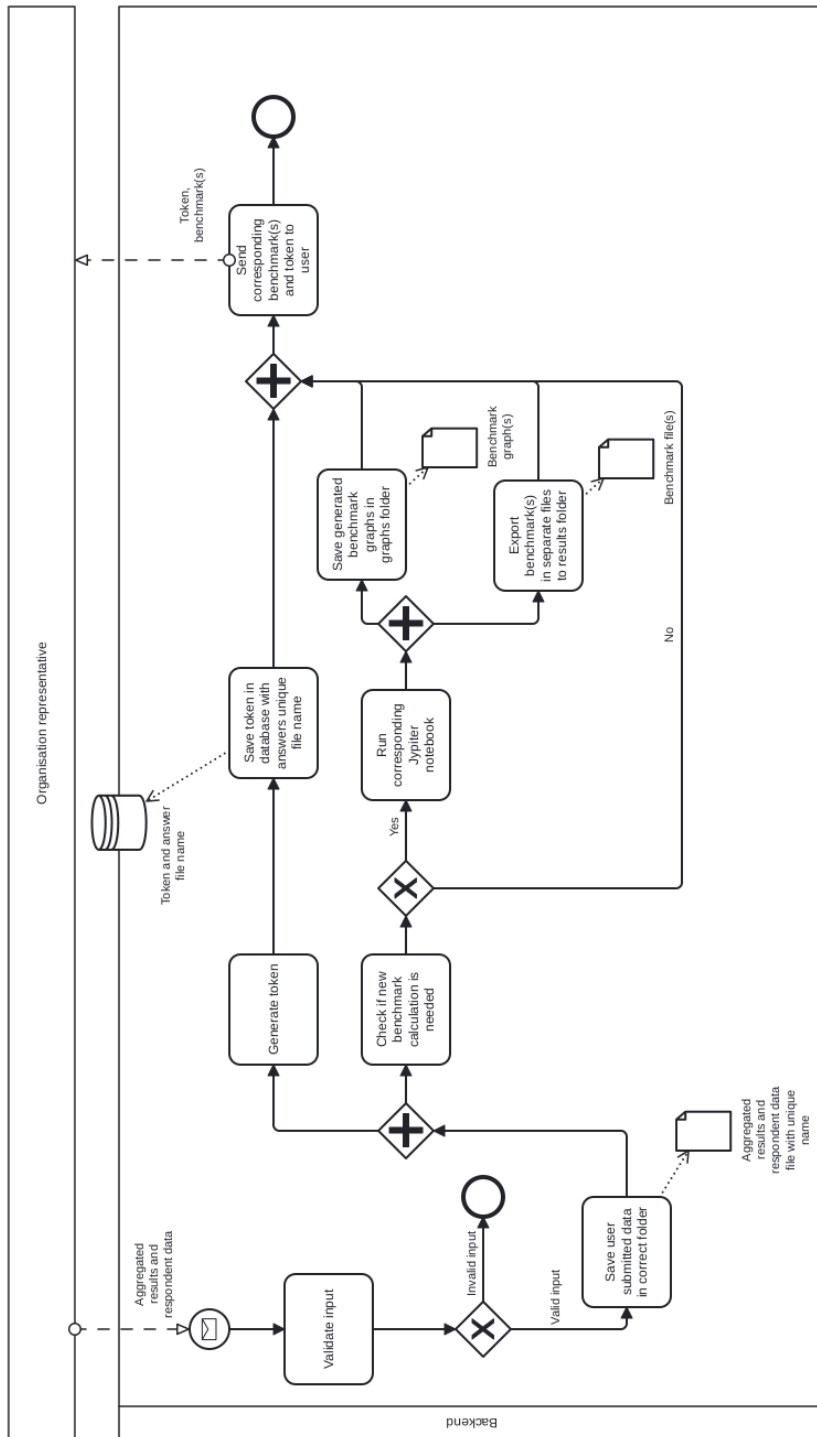 Organisation representative
Backend
Aggregated
results and
respondent data
Validate input
Invalid input
Valid input
Save user
submitted data
in correct folder
Aggregated
results and
respondent data
file with unique
name
Generate token
Check if new
benchmark
calculation is
needed
Token and answer
file name
Save token in
database with
answers unique
file name
Yes
No
Run
corresponding
Jypiter
notebook
Save generated
benchmark
graphs in
graphs folder
Benchmark
graph(s)
Export
benchmark(s)
in separate files
to results folder
Benchmark file(s)
Send
corresponding
benchmark(s)
and token to
user
Token,
benchmark(s)